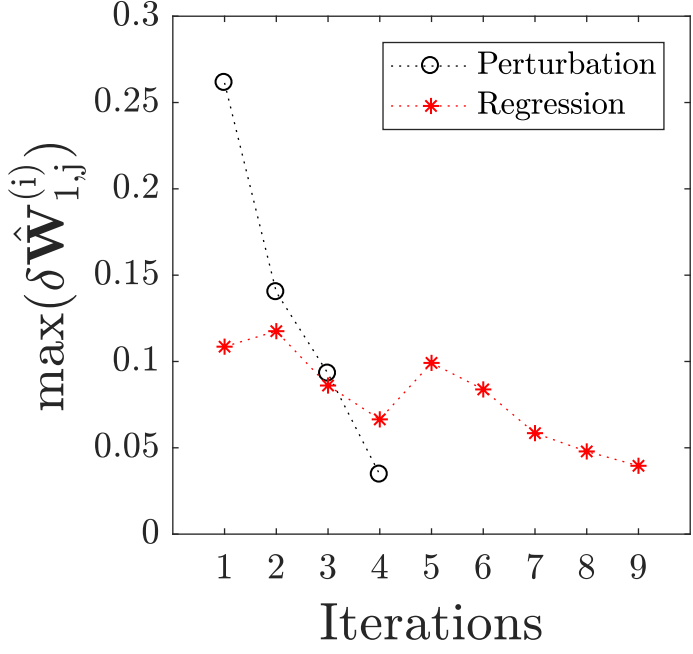 0.3
0.25
0.2
0.15
0.1
0.05
0
max(δŴ_{1,j}^{(i)})
Perturbation
Regression
1 2 3 4 5 6 7 8 9
Iterations